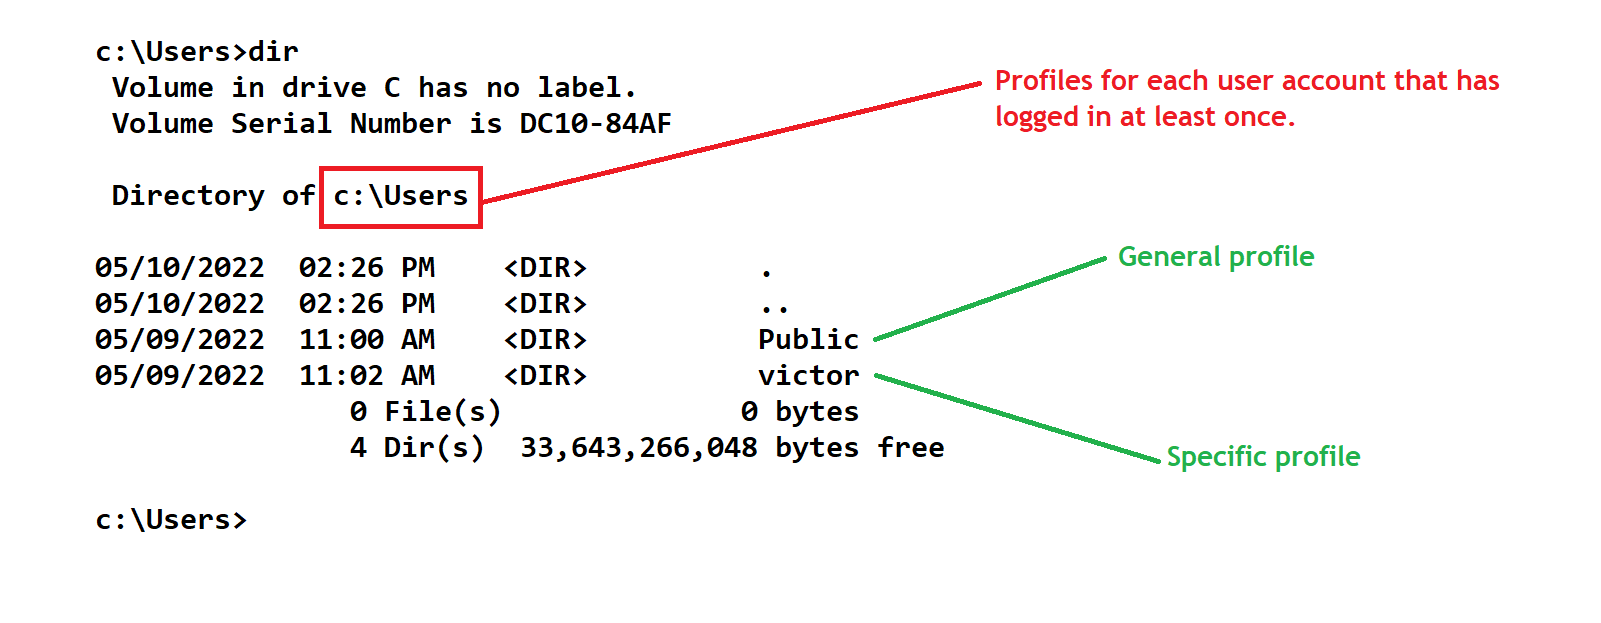 c:\Users>dir
 Volume in drive C has no label.
 Volume Serial Number is DC10-84AF
Profiles for each user account that has
logged in at least once.
 Directory of c:\Users
05/10/2022  02:26 PM    <DIR>          .
05/10/2022  02:26 PM    <DIR>          ..
05/09/2022  11:00 AM    <DIR>          Public
05/09/2022  11:02 AM    <DIR>          victor
               0 File(s)              0 bytes
               4 Dir(s)  33,643,266,048 bytes free
General profile
Specific profile
c:\Users>